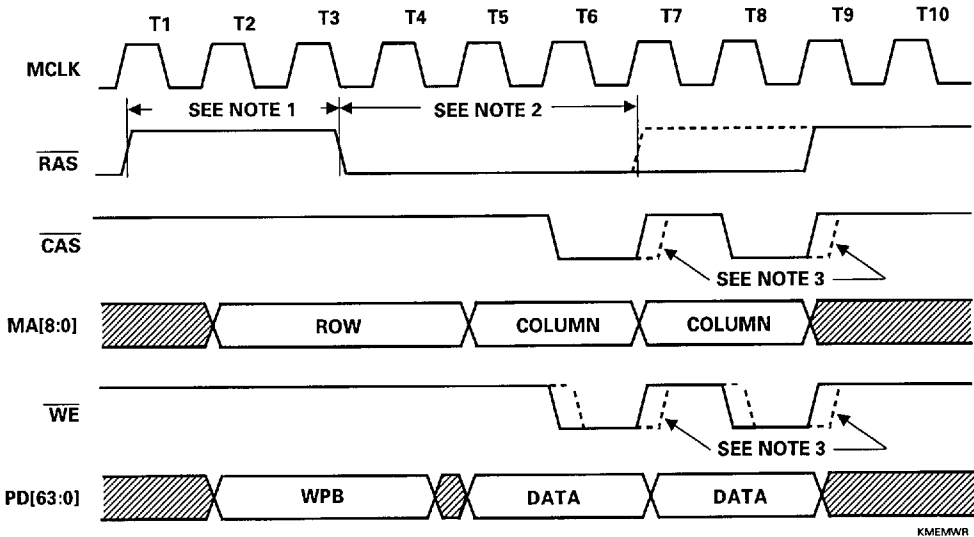 T1 T2 T3 T4 T5 T6 T7 T8 T9 T10
MCLK
SEE NOTE 1 SEE NOTE 2
RAS
CAS
SEE NOTE 3
MA[8:0] ROW COLUMN COLUMN
WE
SEE NOTE 3
PD[63:0] WPB DATA DATA
KMEMWR